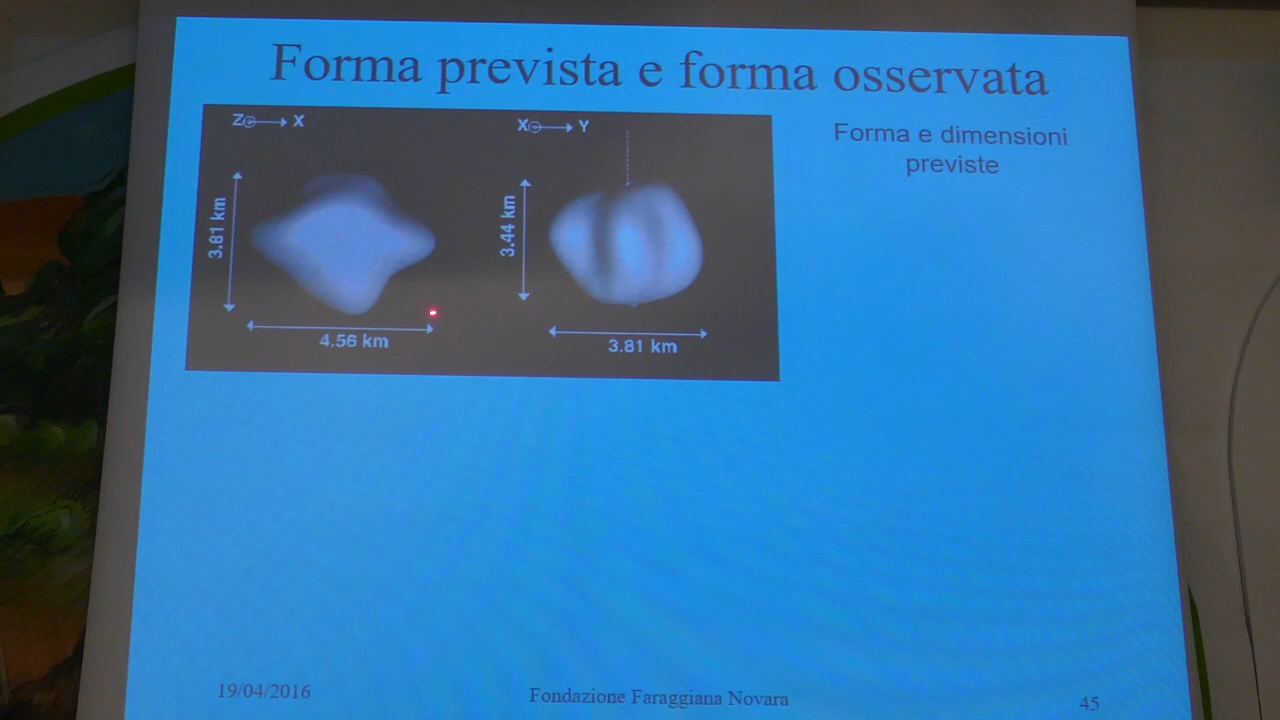 Forma prevista e forma osservata
Z X
X Y
Forma e dimensioni
previste
3.81 km
3.44 km
4.56 km
3.81 km
19/04/2016
Fondazione Faraggiana Novara
45